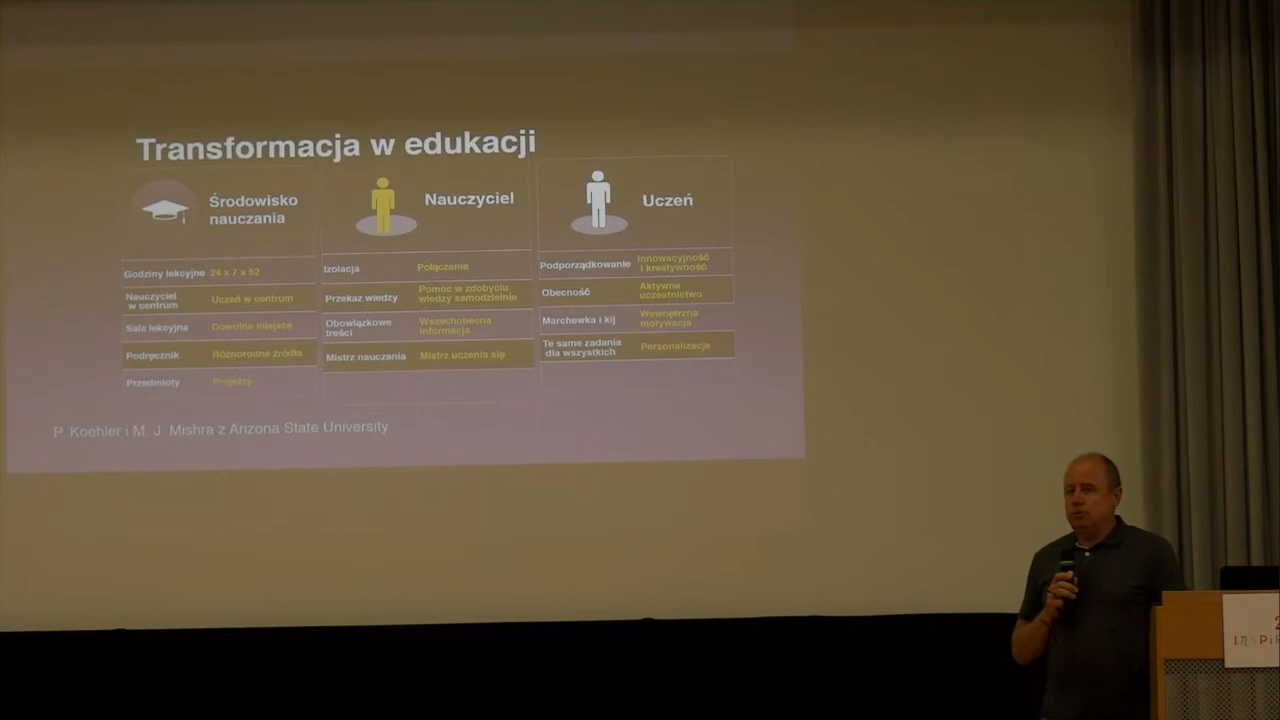 Transformacja w edukacji
Środowisko
nauczania
Godziny lekcyjne 24 x 7 x 52
Nauczyciel
w centrum
Uczeń w centrum
Sala lekcyjna Dowolne miejsce
Podręcznik Różnorodne źródła
Przedmioty Projekty
Nauczyciel
Izolacja Połączenie
Przekaz wiedzy
Pomoc w zdobyciu
wiedzy samodzielnie
Obowiązkowe
treści
Wszechobecna
informacja
Mistrz nauczania Mistrz uczenia się
Uczeń
Podporządkowanie
Innowacyjność
i kreatywność
Obecność
Aktywne
uczestnictwo
Marchewka i kij
Wewnętrzna
motywacja
Te same zadania
dla wszystkich
Personalizacja
P. Koehler i M. J. Mishra z Arizona State University